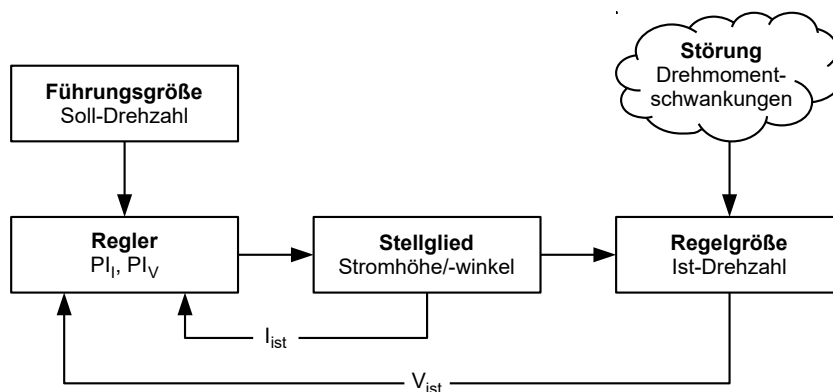 Störung
Drehmoment-
schwankungen
Führungsgröße
Soll-Drehzahl
Regler
PI_I, PI_V
Stellglied
Stromhöhe/-winkel
Regelgröße
Ist-Drehzahl
I_ist
V_ist